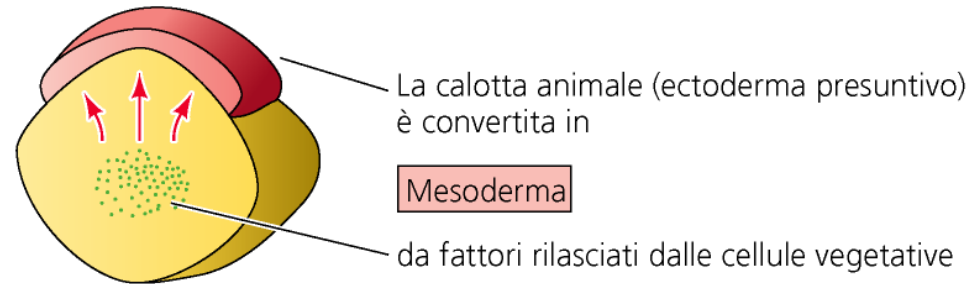 La calotta animale (ectoderma presuntivo)
è convertita in
Mesoderma
da fattori rilasciati dalle cellule vegetative